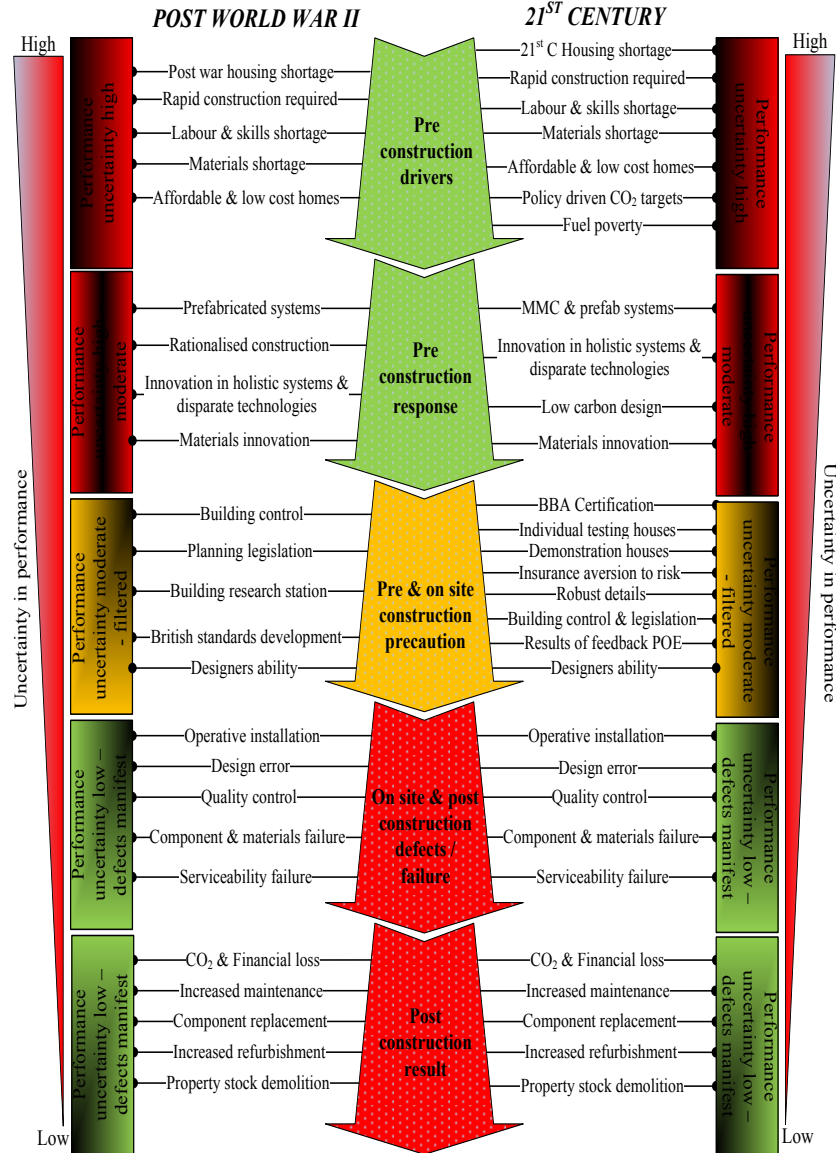 POST WORLD WAR II
21ST CENTURY
High
High
Uncertainty in performance
Uncertainty in performance
Low
Low
Performance
uncertainty high
Post war housing shortage
Rapid construction required
Labour & skills shortage
Materials shortage
Affordable & low cost homes
Pre
construction
drivers
21st C Housing shortage
Rapid construction required
Labour & skills shortage
Materials shortage
Affordable & low cost homes
Policy driven CO2 targets
Fuel poverty
Performance
uncertainty high
Performance
uncertainty high
moderate
Prefabricated systems
Rationalised construction
Innovation in holistic systems &
disparate technologies
Materials innovation
Pre
construction
response
MMC & prefab systems
Innovation in holistic systems &
disparate technologies
Low carbon design
Materials innovation
Performance
uncertainty high
moderate
Performance
uncertainty moderate
- filtered
Building control
Planning legislation
Building research station
British standards development
Designers ability
Pre & on site
construction
precaution
BBA Certification
Individual testing houses
Demonstration houses
Insurance aversion to risk
Robust details
Building control & legislation
Results of feedback POE
Designers ability
Performance
uncertainty moderate
- filtered
Performance
uncertainty low –
defects manifest
Operative installation
Design error
Quality control
Component & materials failure
Serviceability failure
On site & post
construction
defects /
failure
Operative installation
Design error
Quality control
Component & materials failure
Serviceability failure
Performance
uncertainty low –
defects manifest
Performance
uncertainty low –
defects manifest
CO2 & Financial loss
Increased maintenance
Component replacement
Increased refurbishment
Property stock demolition
Post
construction
result
CO2 & Financial loss
Increased maintenance
Component replacement
Increased refurbishment
Property stock demolition
Performance
uncertainty low –
defects manifest